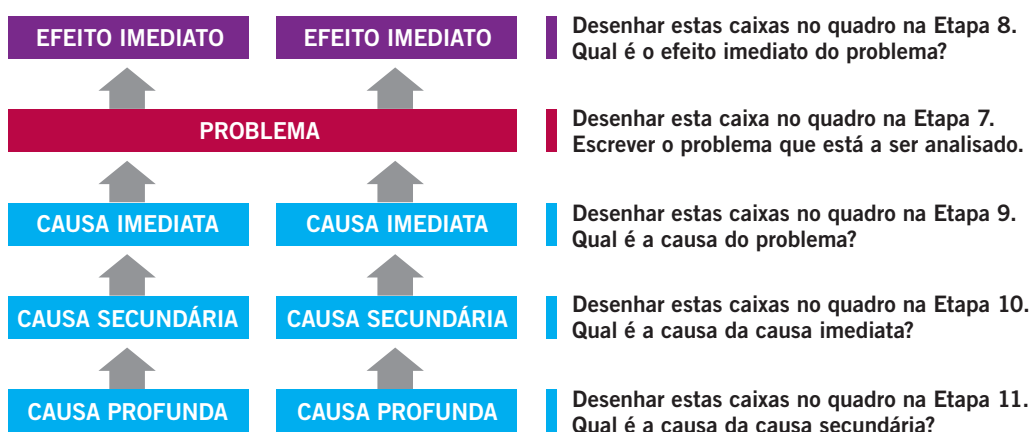 EFEITO IMEDIATO EFEITO IMEDIATO
Desenhar estas caixas no quadro na Etapa 8.
Qual é o efeito imediato do problema?
PROBLEMA
Desenhar esta caixa no quadro na Etapa 7.
Escrever o problema que está a ser analisado.
CAUSA IMEDIATA CAUSA IMEDIATA
Desenhar estas caixas no quadro na Etapa 9.
Qual é a causa do problema?
CAUSA SECUNDÁRIA CAUSA SECUNDÁRIA
Desenhar estas caixas no quadro na Etapa 10.
Qual é a causa da causa imediata?
CAUSA PROFUNDA CAUSA PROFUNDA
Desenhar estas caixas no quadro na Etapa 11.
Qual é a causa da causa secundária?